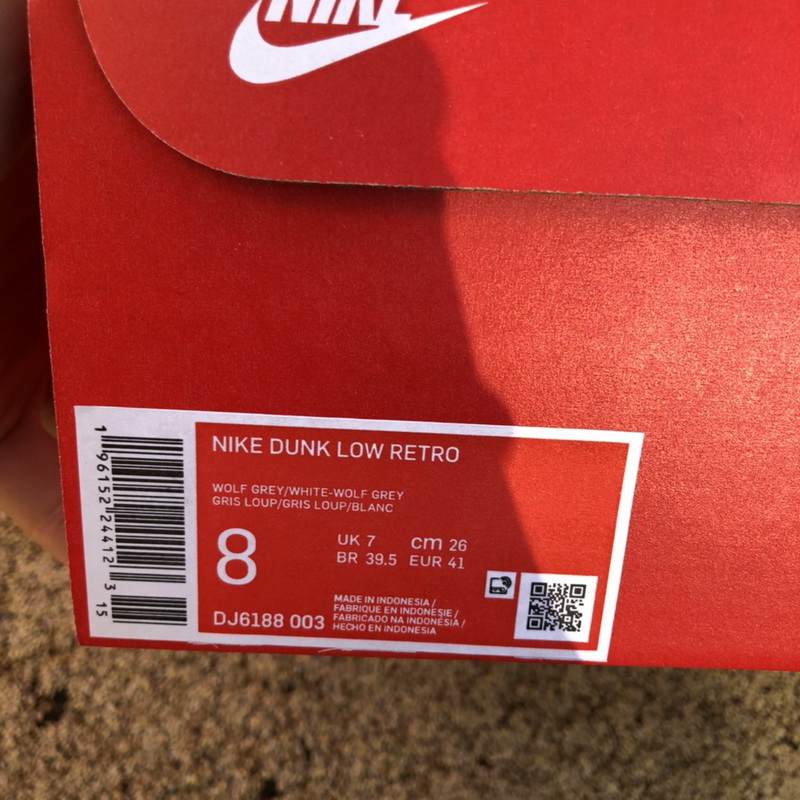 NIKE
NIKE DUNK LOW RETRO
WOLF GREY/WHITE-WOLF GREY
GRIS LOUP/GRIS LOUP/BLANC
8
UK 7 cm 26
BR 39.5 EUR 41
DJ6188 003
MADE IN INDONESIA /
FABRIQUE EN INDONESIE /
FABRICADO NA INDONESIA /
HECHO EN INDONESIA
1 96152 24412 3 15